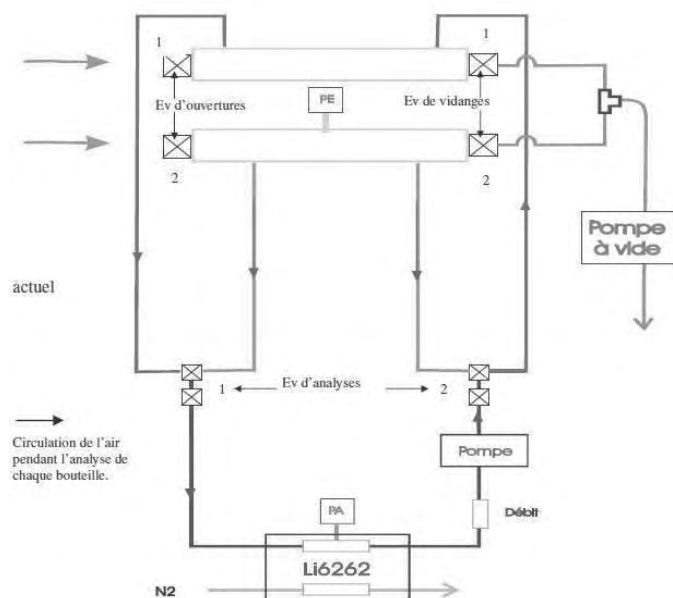 1
1
Ev d'ouvertures
PE
Ev de vidanges
2
2
Pompe
à vide
actuel
1
Ev d'analyses
2
Circulation de l'air
pendant l'analyse de
chaque bouteille.
Pompe
PA
Débit
Li6262
N2